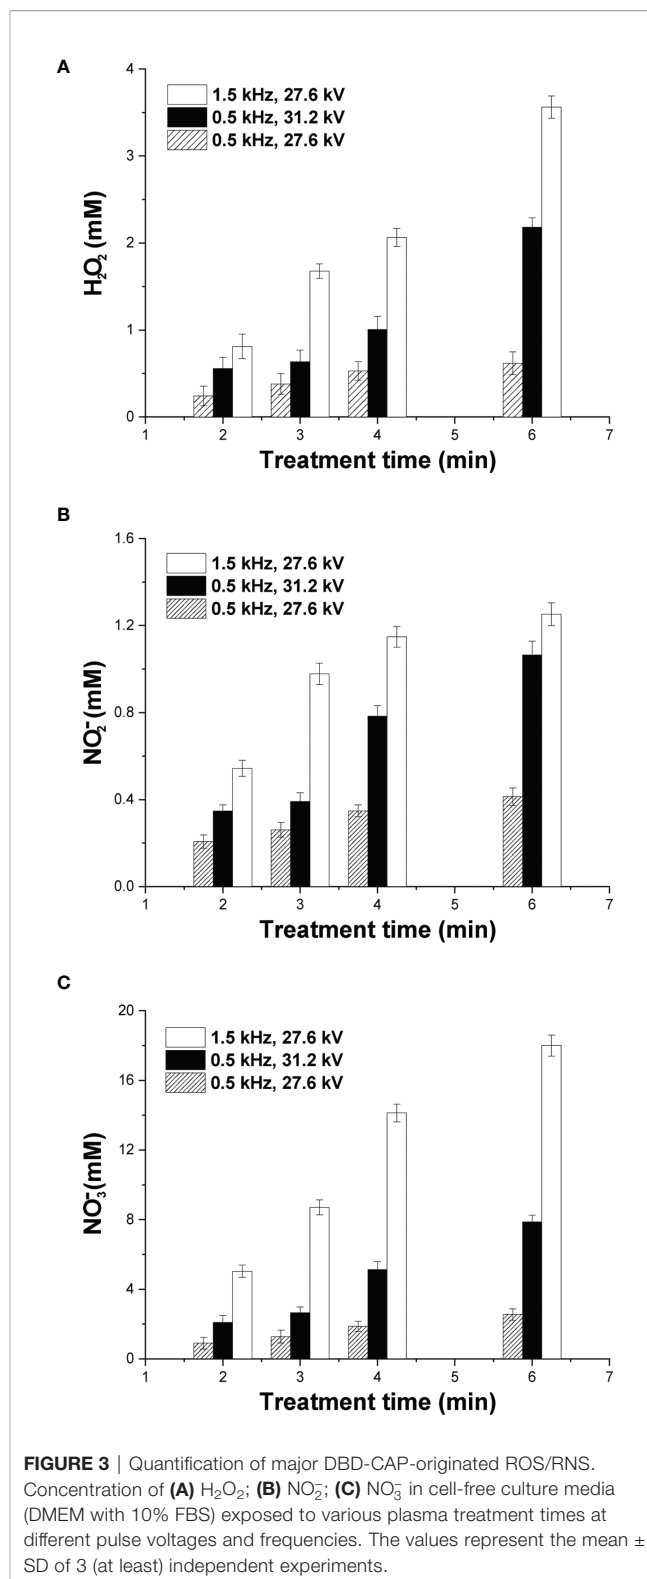 A
4
3
2
1
0
H₂O₂ (mM)
1.5 kHz, 27.6 kV
0.5 kHz, 31.2 kV
0.5 kHz, 27.6 kV
1 2 3 4 5 6 7
Treatment time (min)
B
1.6
1.2
0.8
0.4
0.0
NO₂⁻ (mM)
1.5 kHz, 27.6 kV
0.5 kHz, 31.2 kV
0.5 kHz, 27.6 kV
1 2 3 4 5 6 7
Treatment time (min)
C
20
16
12
8
4
0
NO₃⁻ (mM)
1.5 kHz, 27.6 kV
0.5 kHz, 31.2 kV
0.5 kHz, 27.6 kV
1 2 3 4 5 6 7
Treatment time (min)
FIGURE 3 | Quantification of major DBD-CAP-originated ROS/RNS.
Concentration of (A) H₂O₂; (B) NO₂⁻; (C) NO₃⁻ in cell-free culture media
(DMEM with 10% FBS) exposed to various plasma treatment times at
different pulse voltages and frequencies. The values represent the mean ±
SD of 3 (at least) independent experiments.